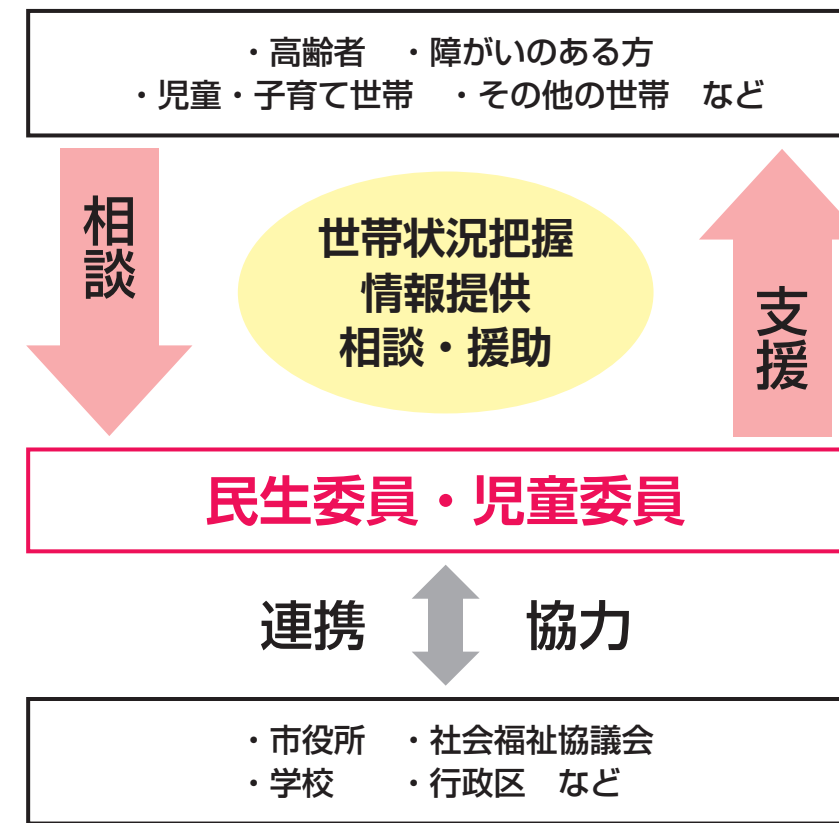 ・高齢者　・障がいのある方
・児童・子育て世帯　・その他の世帯　など
相談
世帯状況把握
情報提供
相談・援助
支援
民生委員・児童委員
連携　協力
・市役所　・社会福祉協議会
・学校　・行政区　など